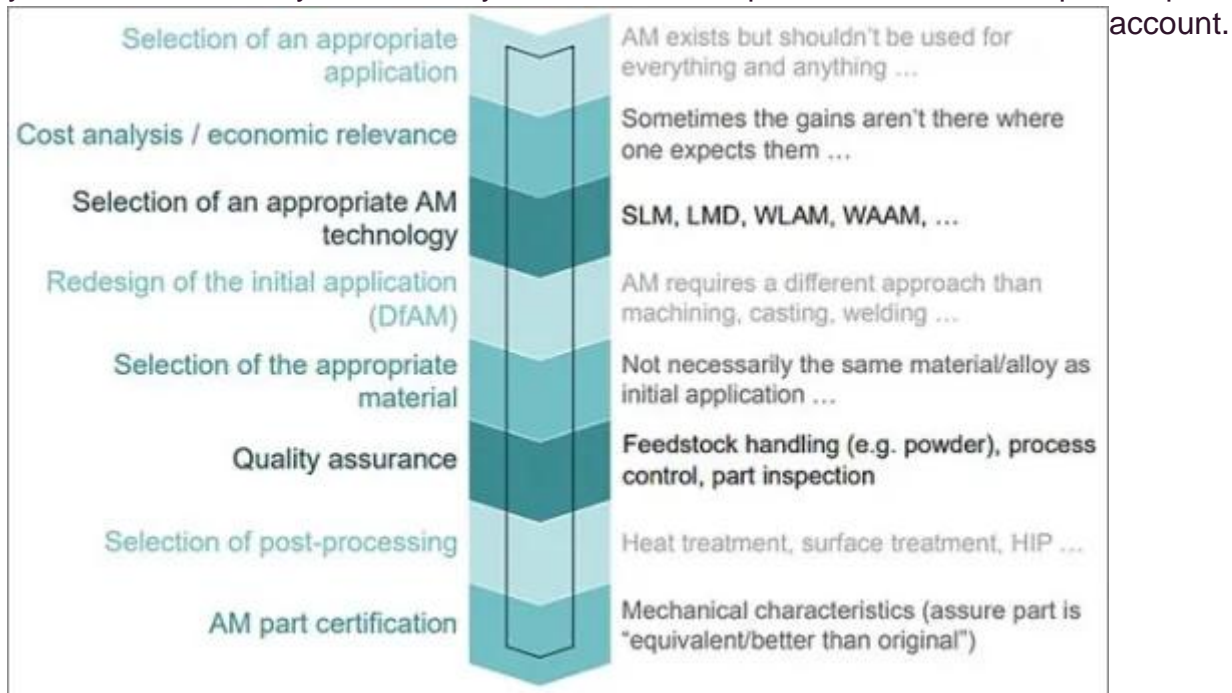 account.
Selection of an appropriate
application
AM exists but shouldn't be used for
everything and anything ...
Cost analysis / economic relevance
Sometimes the gains aren't there where
one expects them ...
Selection of an appropriate AM
technology
SLM, LMD, WLAM, WAAM, ...
Redesign of the initial application
(DfAM)
AM requires a different approach than
machining, casting, welding ...
Selection of the appropriate
material
Not necessarily the same material/alloy as
initial application ...
Quality assurance
Feedstock handling (e.g. powder), process
control, part inspection
Selection of post-processing
Heat treatment, surface treatment, HIP ...
AM part certification
Mechanical characteristics (assure part is
"equivalent/better than original")